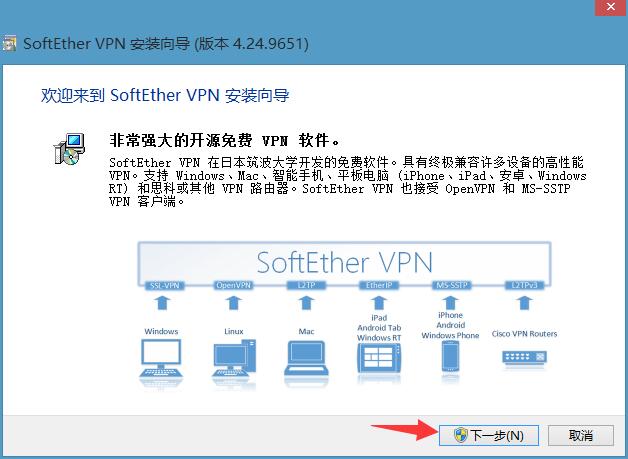 SoftEther VPN 安装向导 (版本 4.24.9651)
欢迎来到 SoftEther VPN 安装向导
非常强大的开源免费 VPN 软件。
SoftEther VPN 在日本筑波大学开发的免费软件。具有终极兼容许多设备的高性能
VPN。支持 Windows、Mac、智能手机、平板电脑 (iPhone、iPad、安卓、Windows
RT) 和思科或其他 VPN 路由器。SoftEther VPN 也接受 OpenVPN 和 MS-SSTP
VPN 客户端。
SoftEther VPN
SSL-VPN OpenVPN L2TP EtherIP MS-SSTP L2TPv3
Windows
Linux
Mac
iPad
Android Tab
Windows RT
iPhone
Android
Windows Phone
Cisco VPN Routers
下一步(N) 取消